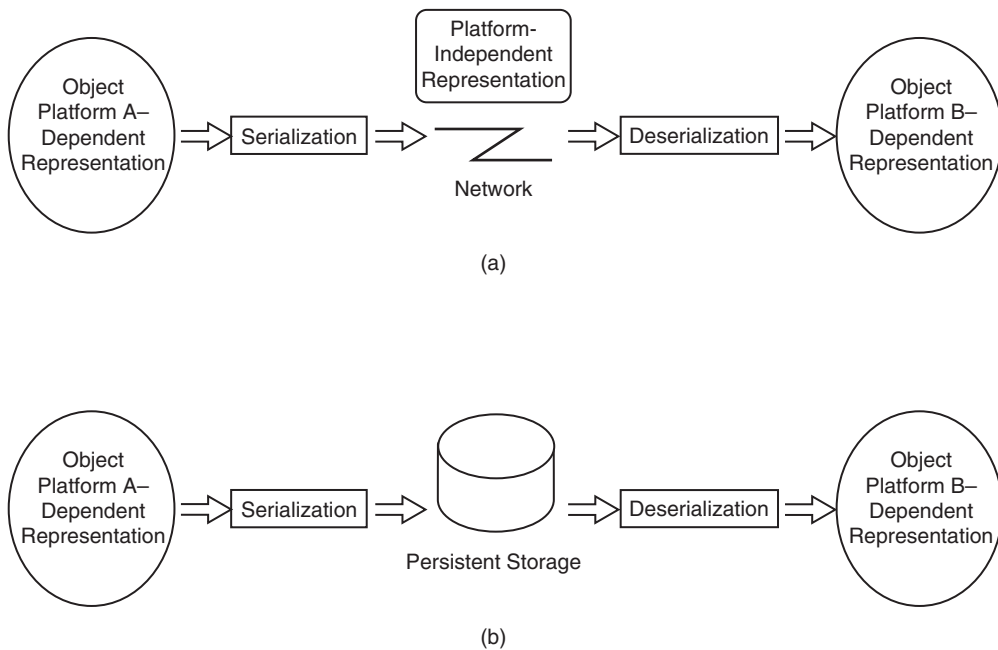 Object
Platform A–
Dependent
Representation
Serialization
Platform-
Independent
Representation
Network
Deserialization
Object
Platform B–
Dependent
Representation
(a)
Object
Platform A–
Dependent
Representation
Serialization
Persistent Storage
Deserialization
Object
Platform B–
Dependent
Representation
(b)